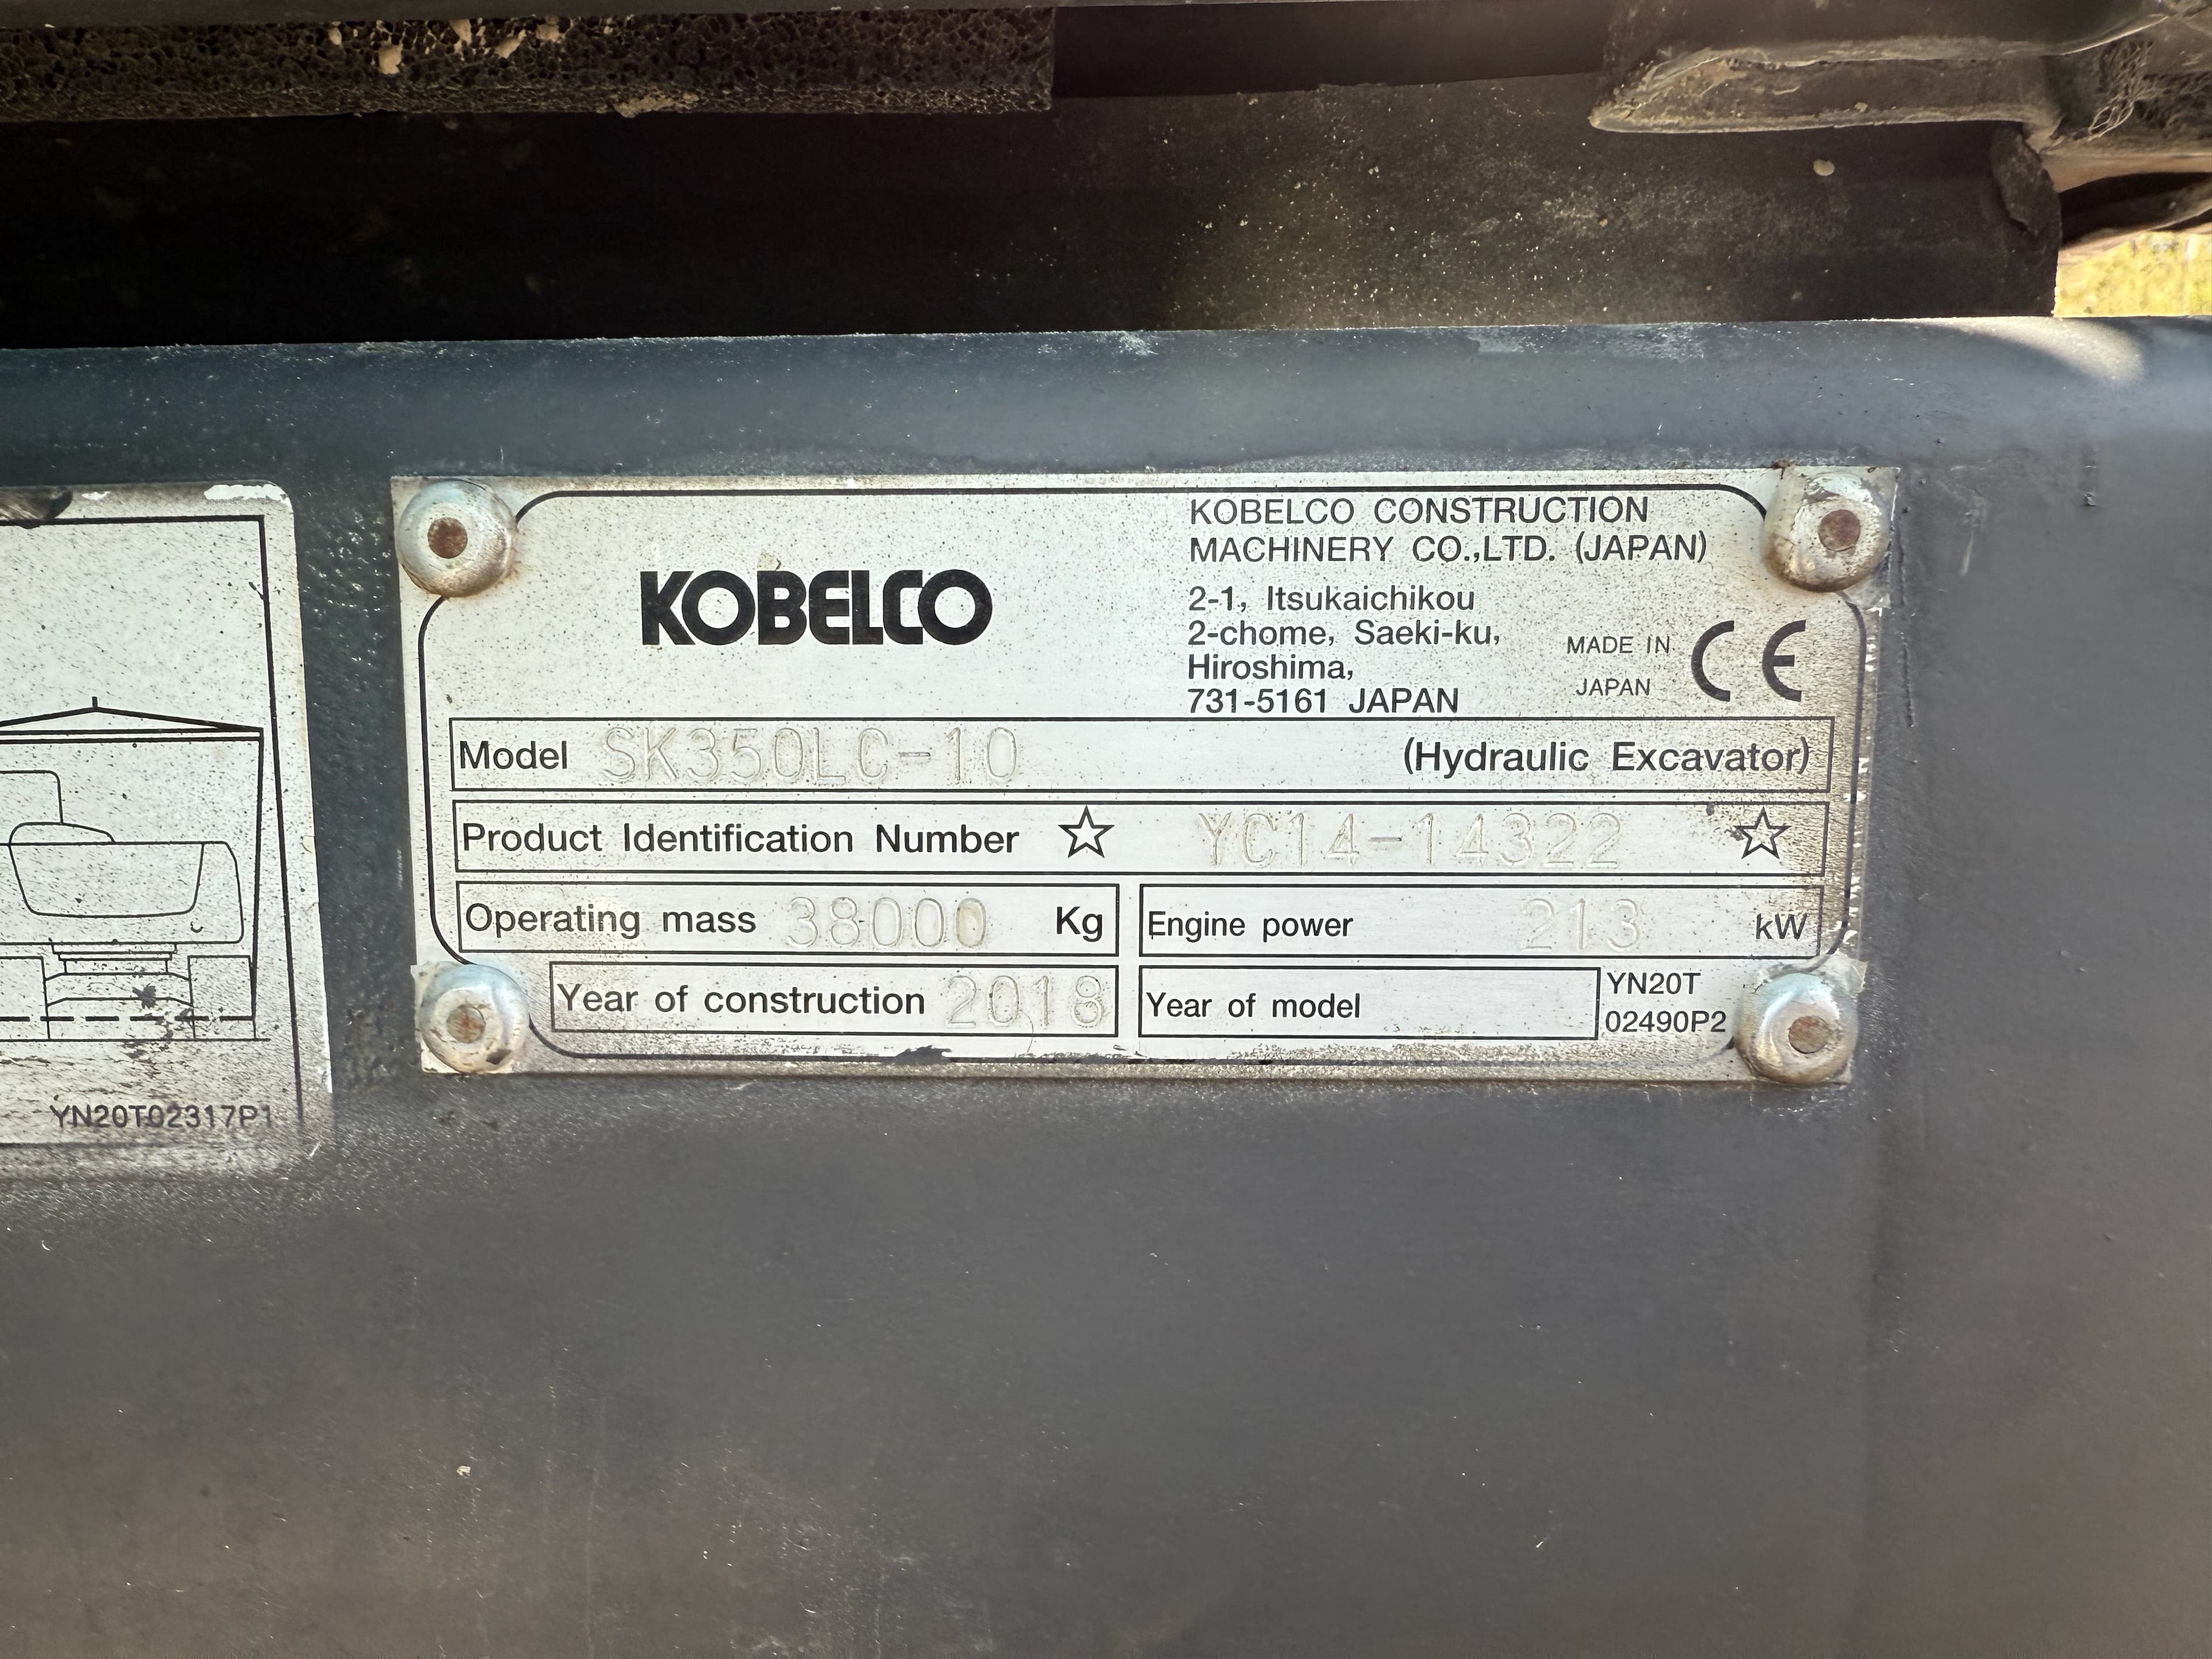 KOBELCO
KOBELCO CONSTRUCTION
MACHINERY CO.,LTD. (JAPAN)
2-1, Itsukaichikou
2-chome, Saeki-ku,
Hiroshima,
731-5161 JAPAN
MADE IN
JAPAN
CE
Model SK350LC-10 (Hydraulic Excavator)
Product Identification Number ☆ YC14-14322 ☆
Operating mass 38000 Kg
Engine power 213 kW
Year of construction 2018
Year of model
YN20T
02490P2
YN20T02317P1